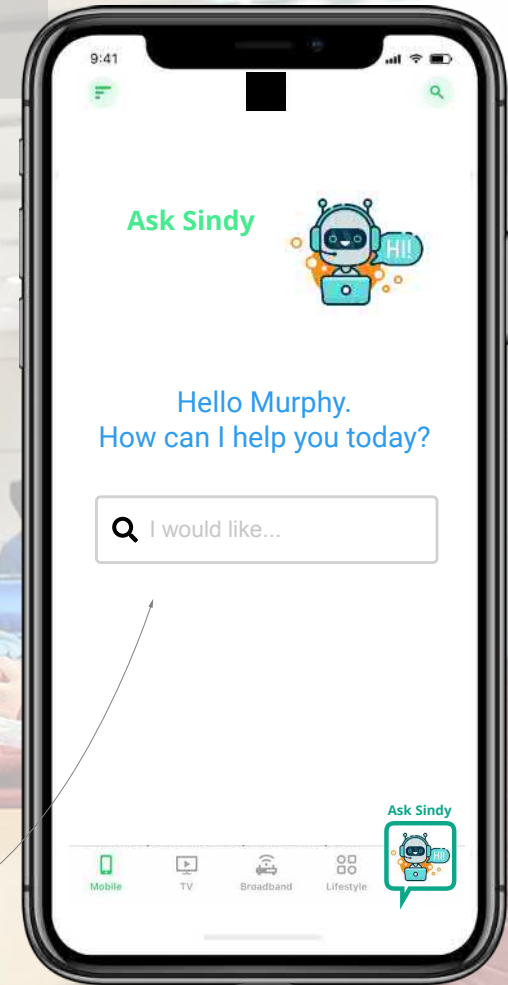 9:41
Ask Sindy
HI!
Hello Murphy.
How can I help you today?
I would like...
Ask Sindy
HI!
Mobile
TV
Broadband
Lifestyle